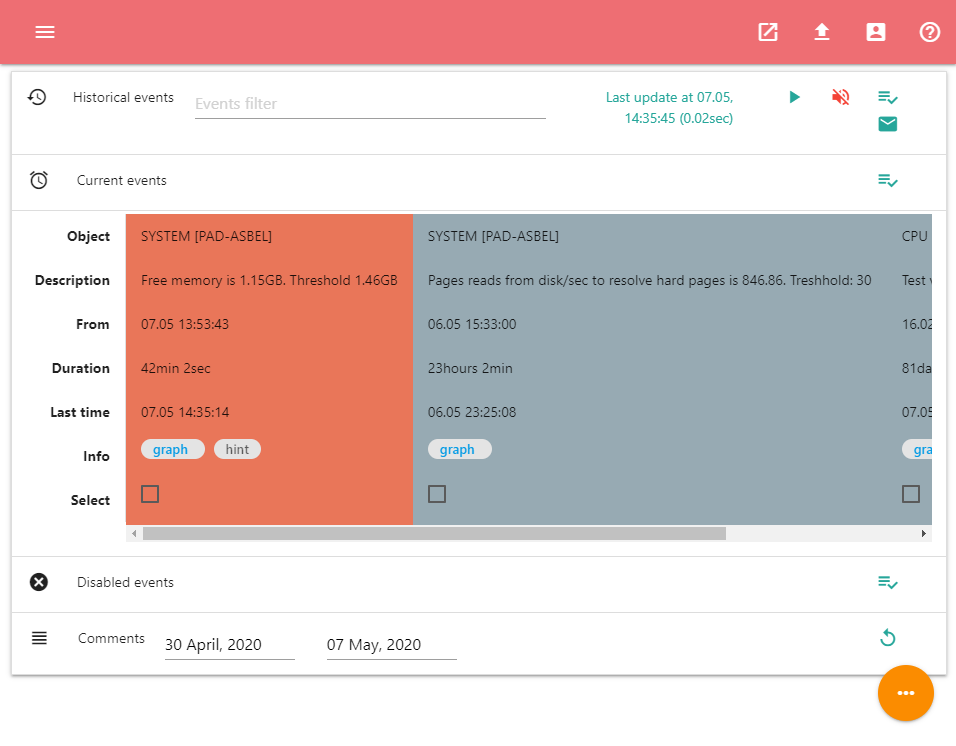 Historical events
Events filter
Last update at 07.05,
14:35:45 (0.02sec)
Current events
Object SYSTEM [PAD-ASBEL] SYSTEM [PAD-ASBEL] CPU
Description Free memory is 1.15GB. Threshold 1.46GB Pages reads from disk/sec to resolve hard pages is 846.86. Treshhold: 30 Test
From 07.05 13:53:43 06.05 15:33:00 16.02
Duration 42min 2sec 23hours 2min 81da
Last time 07.05 14:35:14 06.05 23:25:08 07.05
Info graph hint graph gra
Select
Disabled events
Comments 30 April, 2020 07 May, 2020